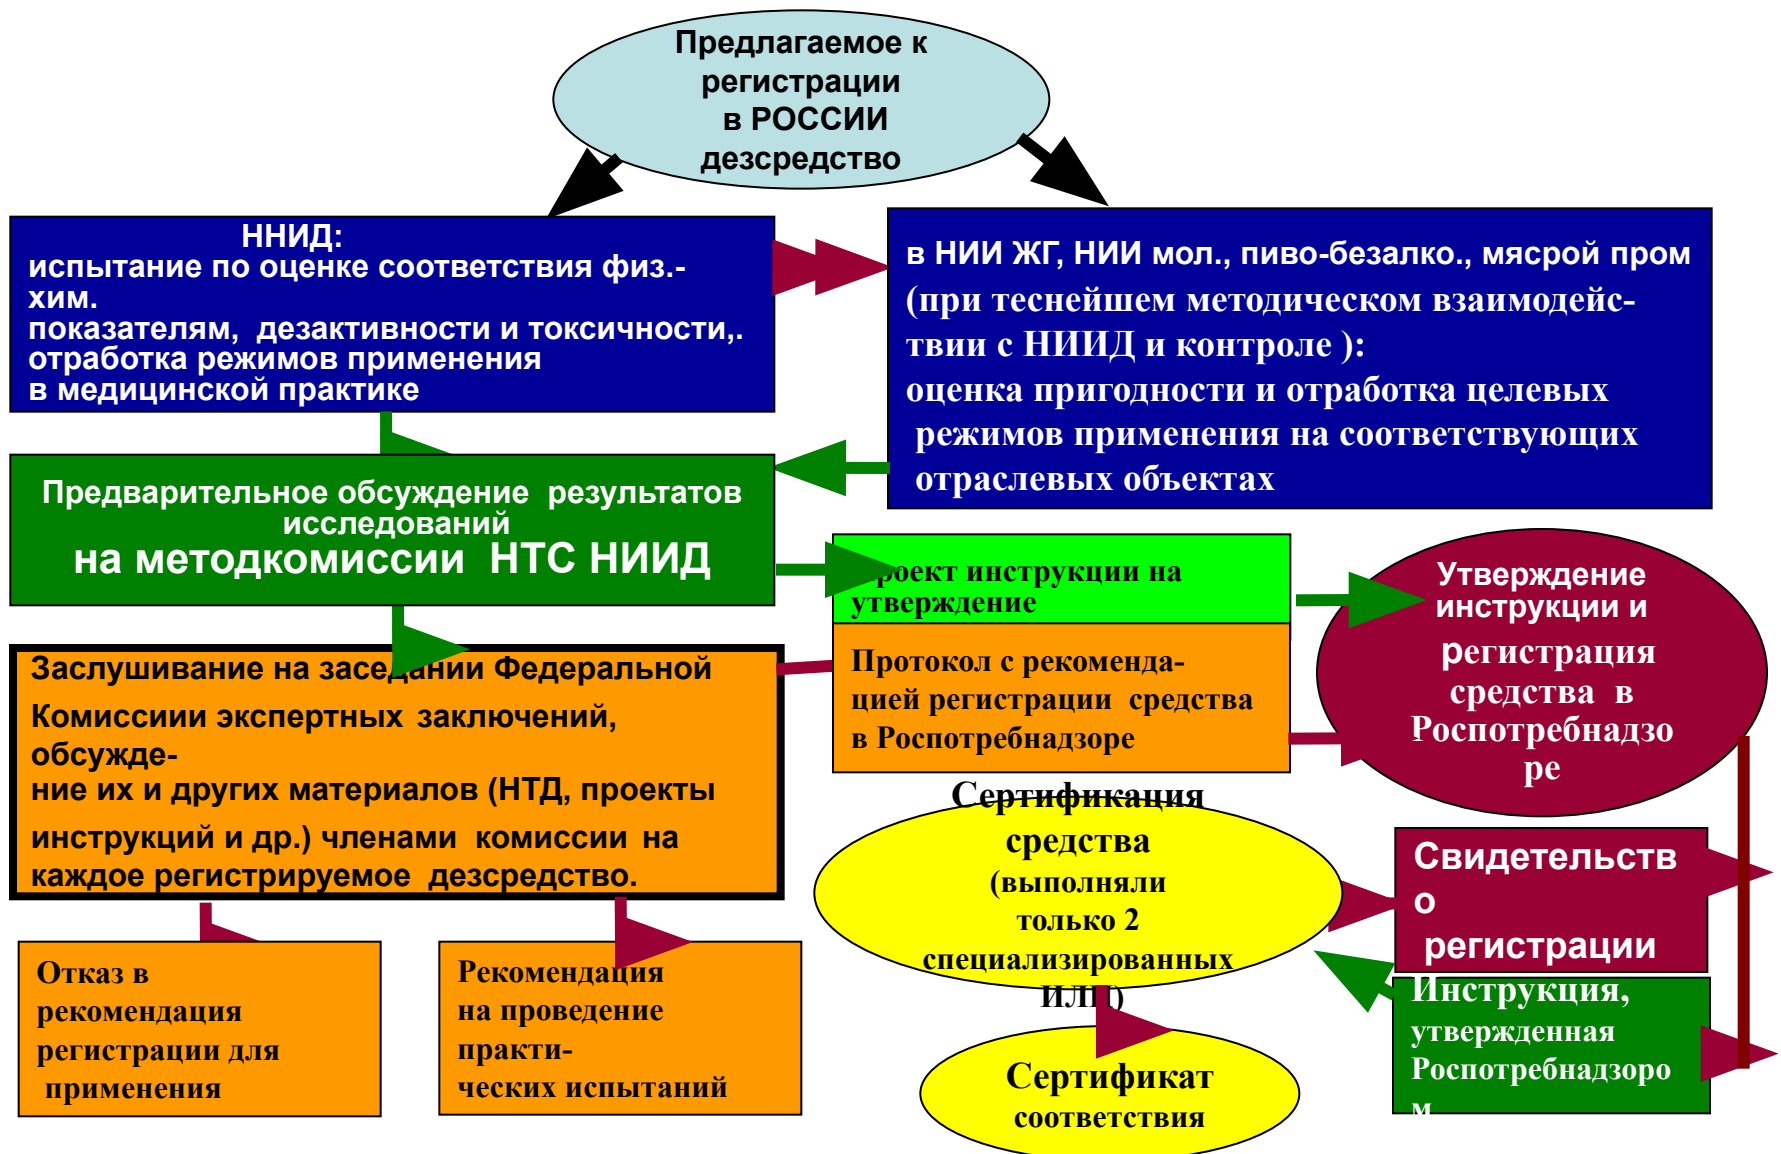 Предлагаемое к
регистрации
в РОССИИ
дезсредство
ННИД:
испытание по оценке соответствия физ.-
хим.
показателям, дезактивности и токсичности,.
отработка режимов применения
в медицинской практике
в НИИ ЖГ, НИИ мол., пиво-безалко., мясрой пром
(при теснейшем методическом взаимодейс-
твии с НИИД и контроле ):
оценка пригодности и отработка целевых
режимов применения на соответствующих
отраслевых объектах
Предварительное обсуждение результатов
исследований
на методкомиссии НТС НИИД
Проект инструкции на
утверждение
Утверждение
инструкции и
регистрация
средства в
Роспотребнадзо
ре
Заслушивание на заседании Федеральной
Комиссиии экспертных заключений,
обсужде-
ние их и других материалов (НТД, проекты
инструкций и др.) членами комиссии на
каждое регистрируемое дезсредство.
Протокол с рекоменда-
цией регистрации средства
в Роспотребнадзоре
Сертификация
средства
(выполняли
только 2
специализированных
ИЛЦ)
Свидетельств
о
регистрации
Инструкция,
утвержденная
Роспотребнадзоро
м
Отказ в
рекомендация
регистрации для
применения
Рекомендация
на проведение
практи-
ческих испытаний
Сертификат
соответствия